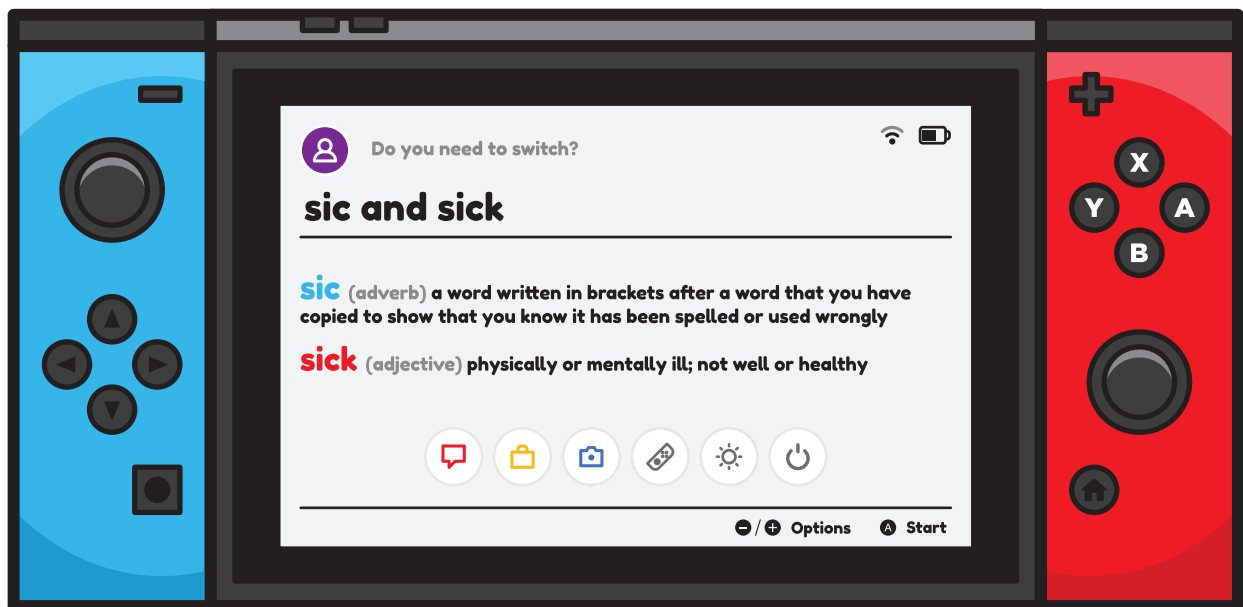 Do you need to switch?
sic and sick
X
Y
A
B
sic (adverb) a word written in brackets after a word that you have
copied to show that you know it has been spelled or used wrongly
sick (adjective) physically or mentally ill; not well or healthy
/ Options A Start